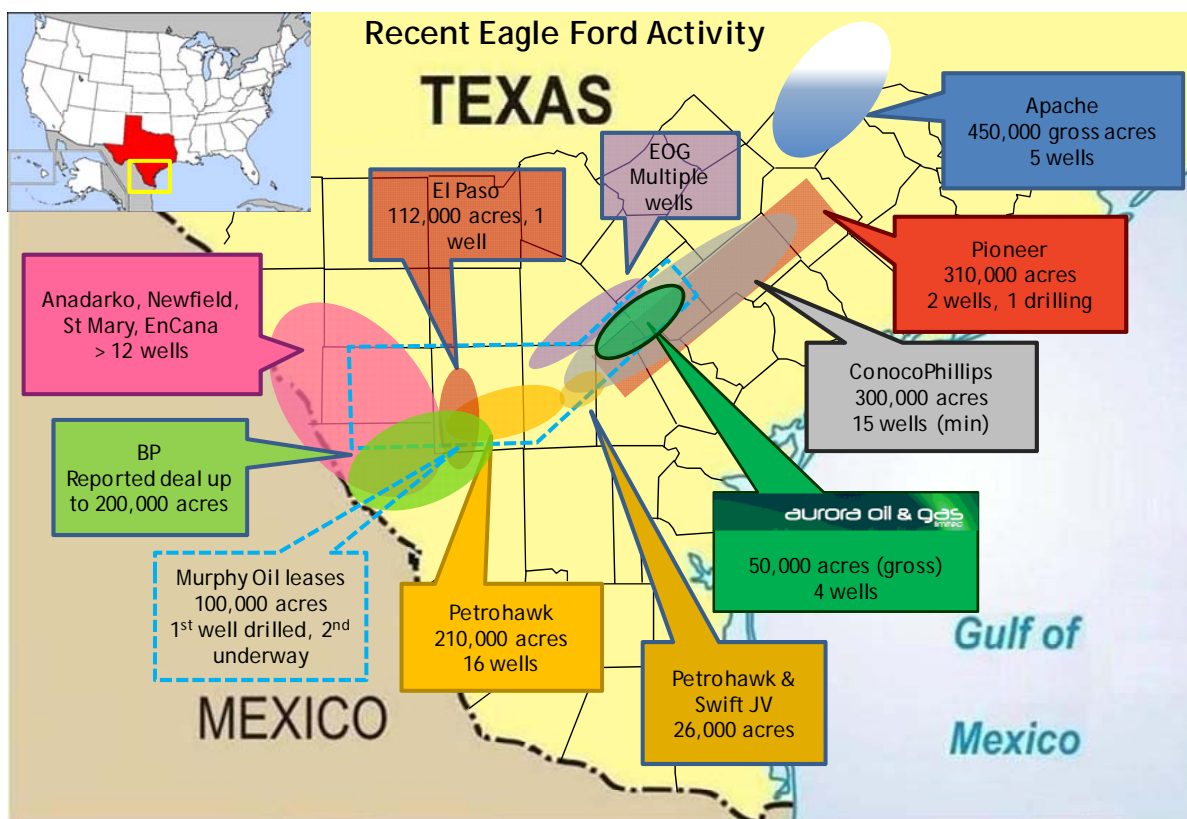 Recent Eagle Ford Activity
TEXAS
Apache
450,000 gross acres
5 wells
EOG
Multiple
wells
El Paso
112,000 acres, 1
well
Pioneer
310,000 acres
2 wells, 1 drilling
Anadarko, Newfield,
St Mary, EnCana
> 12 wells
ConocoPhillips
300,000 acres
15 wells (min)
BP
Reported deal up
to 200,000 acres
aurora oil & gas
limited
50,000 acres (gross)
4 wells
Murphy Oil leases
100,000 acres
1st well drilled, 2nd
underway
Petrohawk
210,000 acres
16 wells
Petrohawk &
Swift JV
26,000 acres
Gulf of
Mexico
MEXICO